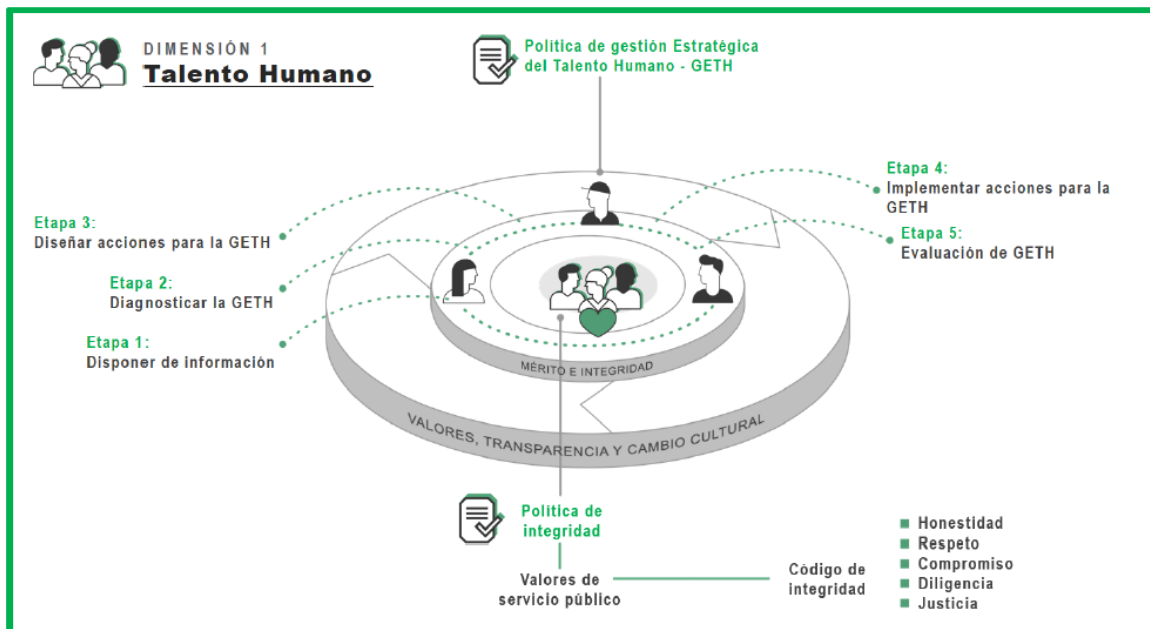 DIMENSIÓN 1
Talento Humano
Política de gestión Estratégica
del Talento Humano - GETH
Etapa 3:
Diseñar acciones para la GETH
Etapa 2:
Diagnosticar la GETH
Etapa 1:
Disponer de información
Etapa 4:
Implementar acciones para la
GETH
Etapa 5:
Evaluación de GETH
MÉRITO E INTEGRIDAD
VALORES, TRANSPARENCIA Y CAMBIO CULTURAL
Política de
integridad
Valores de
servicio público
Código de
integridad
Honestidad
Respeto
Compromiso
Diligencia
Justicia